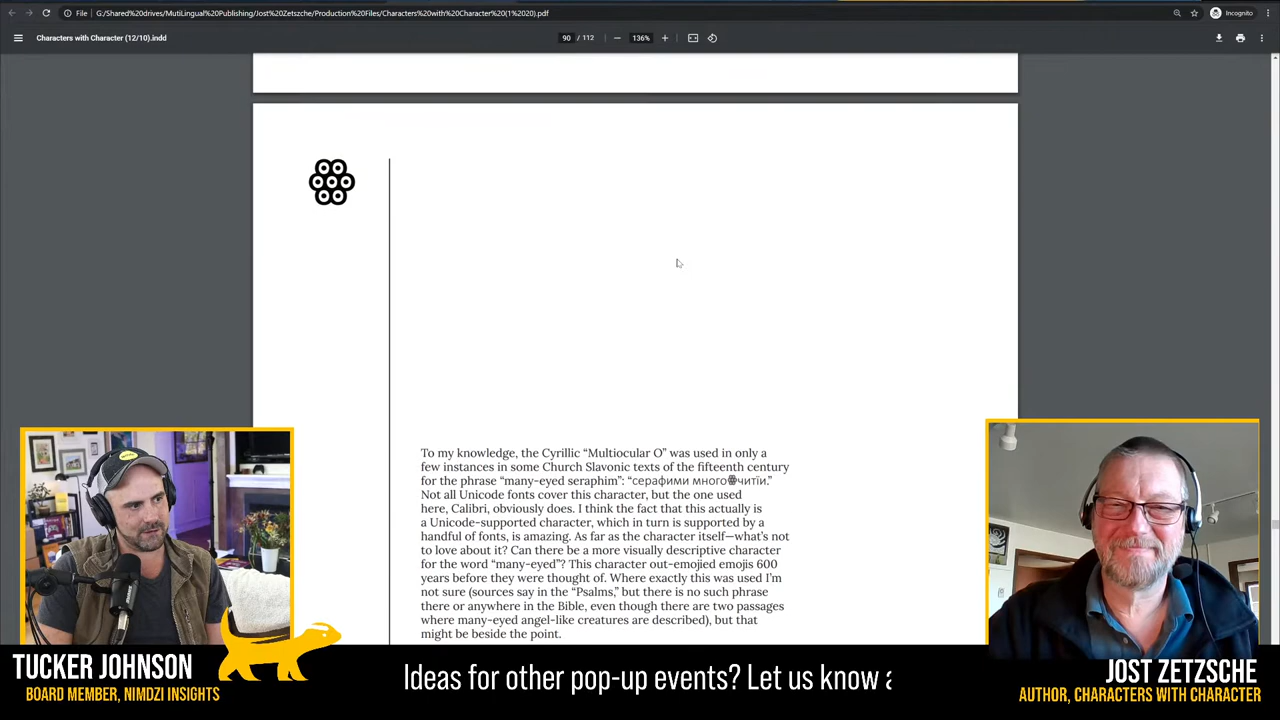 File G:/Shared%20drives/MutiLingual%20Publishing/Jost%20Zetszche/Production%20Files/Characters%20with%20Character%20(1%2020).pdf
Incognito
Characters with Character (12/10).indd
90 / 112
136%
ꙮ
To my knowledge, the Cyrillic “Multiocular O” was used in only a
few instances in some Church Slavonic texts of the fifteenth century
for the phrase “many-eyed seraphim”: “серафими многоꙮчитїи.”
Not all Unicode fonts cover this character, but the one used
here, Calibri, obviously does. I think the fact that this actually is
a Unicode-supported character, which in turn is supported by a
handful of fonts, is amazing. As far as the character itself—what’s not
to love about it? Can there be a more visually descriptive character
for the word “many-eyed”? This character out-emojied emojis 600
years before they were thought of. Where exactly this was used I’m
not sure (sources say in the “Psalms,” but there is no such phrase
there or anywhere in the Bible, even though there are two passages
where many-eyed angel-like creatures are described), but that
might be beside the point.
TUCKER JOHNSON
BOARD MEMBER, NIMDZI INSIGHTS
Ideas for other pop-up events? Let us know
JOST ZETZSCHE
AUTHOR, CHARACTERS WITH CHARACTER